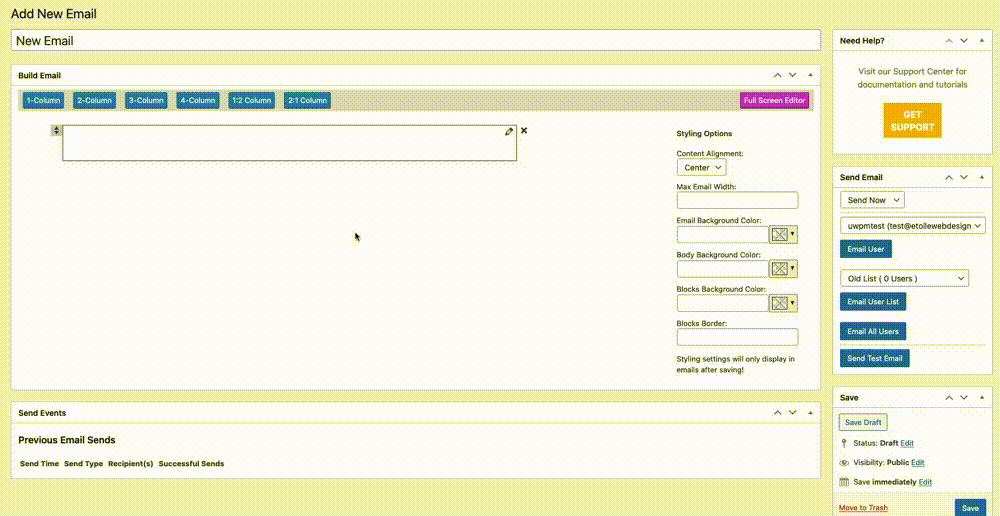 Add New Email
New Email
Build Email
1-Column 2-Column 3-Column 4-Column 1:2 Column 2:1 Column Full Screen Editor
Styling Options
Content Alignment:
Center
Max Email Width:
Email Background Color:
Body Background Color:
Blocks Background Color:
Blocks Border:
Styling settings will only display in
emails after saving!
Send Events
Previous Email Sends
Send Time Send Type Recipient(s) Successful Sends
Need Help?
Visit our Support Center for
documentation and tutorials
GET
SUPPORT
Send Email
Send Now
uwpmtest (test@etoilewebdesign
Email User
Old List ( 0 Users )
Email User List
Email All Users
Send Test Email
Save
Save Draft
Status: Draft Edit
Visibility: Public Edit
Save immediately Edit
Move to Trash Save